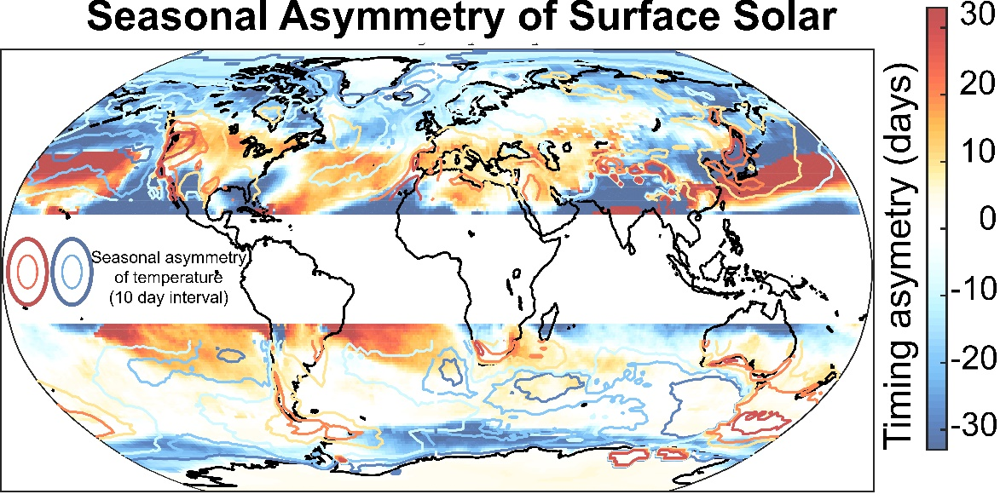 Seasonal Asymmetry of Surface Solar
Seasonal asymmetry
of temperature
(10 day interval)
Timing asymmetry (days)
30
20
10
0
-10
-20
-30